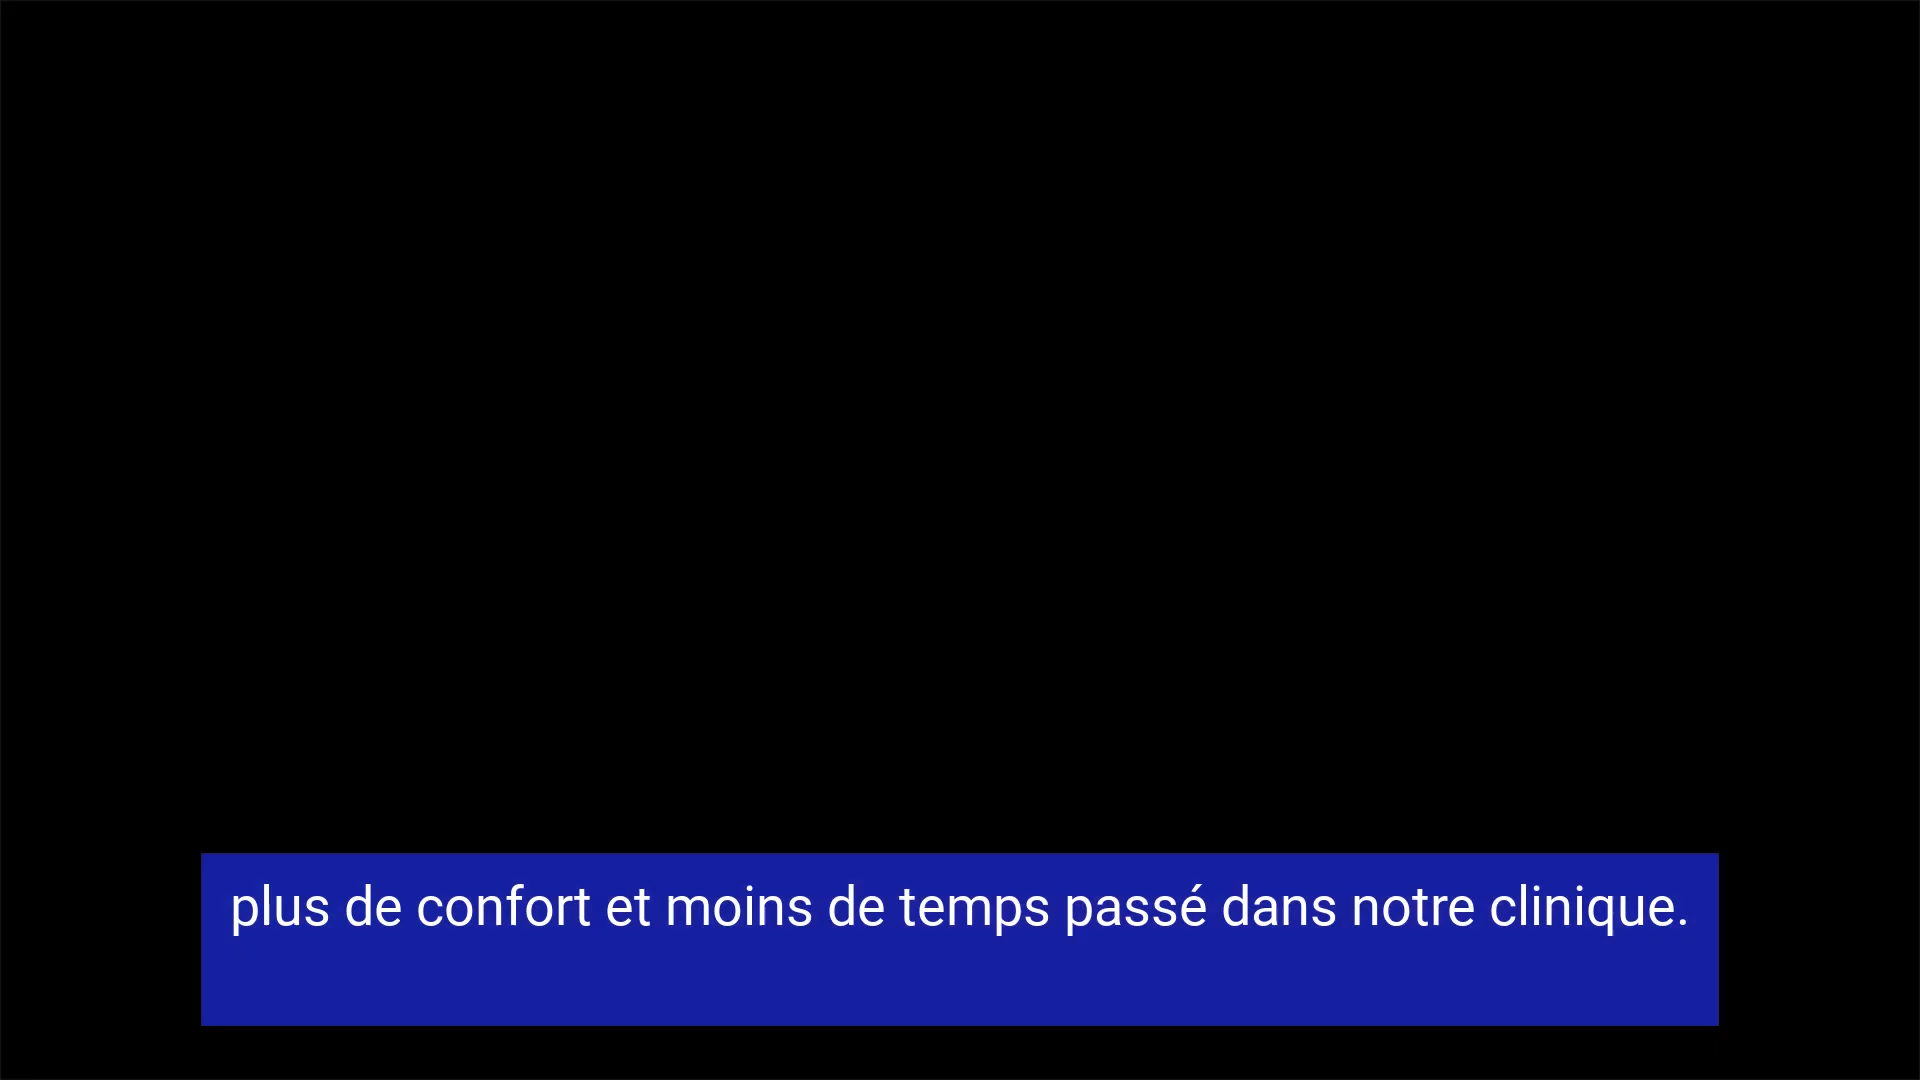 plus de confort et moins de temps passé dans notre clinique.